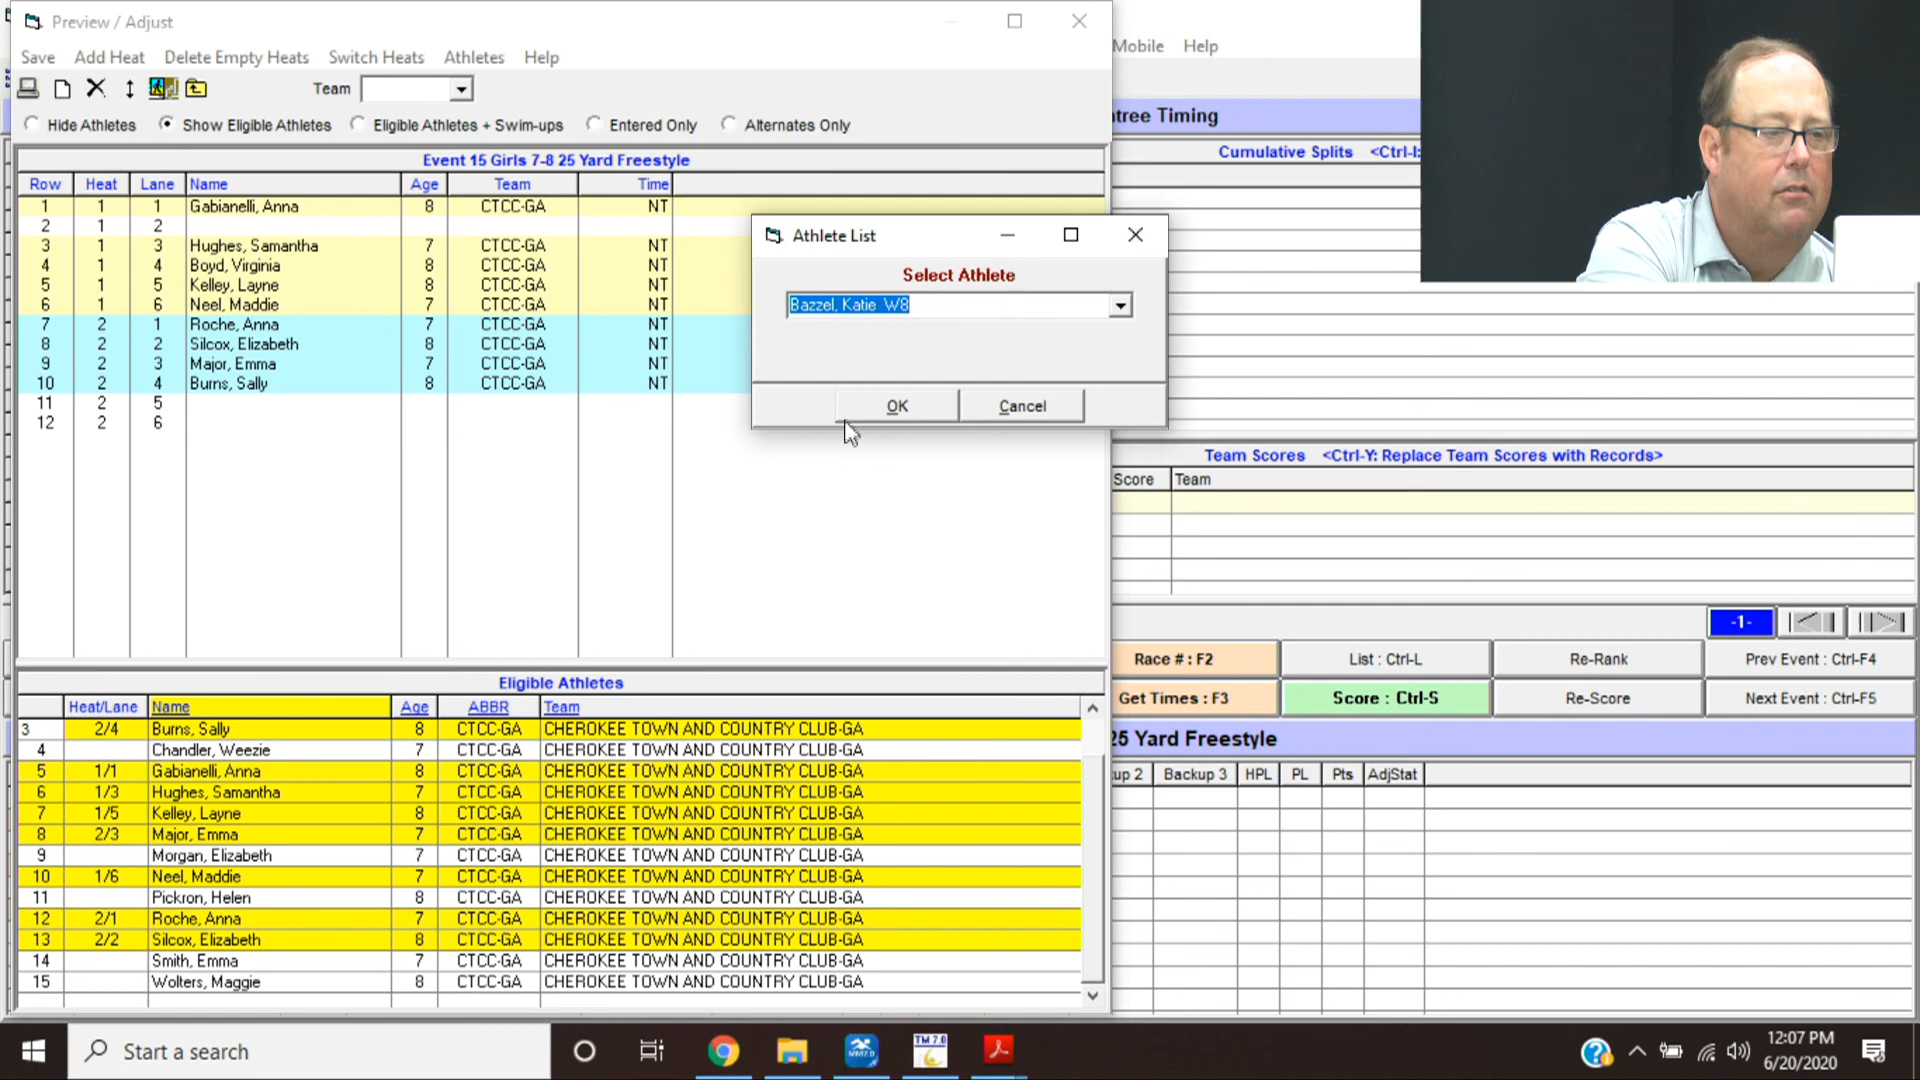 Preview / Adjust
Save Add Heat Delete Empty Heats Switch Heats Athletes Help
Team
Hide Athletes Show Eligible Athletes Eligible Athletes + Swim-ups Entered Only Alternates Only
Event 15 Girls 7-8 25 Yard Freestyle
Row Heat Lane Name Age Team Time
1 1 1 Gabianelli, Anna 8 CTCC-GA NT
2 1 2
3 1 3 Hughes, Samantha 7 CTCC-GA NT
4 1 4 Boyd, Virginia 8 CTCC-GA NT
5 1 5 Kelley, Layne 8 CTCC-GA NT
6 1 6 Neel, Maddie 7 CTCC-GA NT
7 2 1 Roche, Anna 7 CTCC-GA NT
8 2 2 Silcox, Elizabeth 8 CTCC-GA NT
9 2 3 Major, Emma 7 CTCC-GA NT
10 2 4 Burns, Sally 8 CTCC-GA NT
11 2 5
12 2 6
Athlete List
Select Athlete
Bazzel, Katie W8
OK Cancel
Eligible Athletes
Heat/Lane Name Age ABBR Team
3 2/4 Burns, Sally 8 CTCC-GA CHEROKEE TOWN AND COUNTRY CLUB-GA
4 Chandler, Weezie 7 CTCC-GA CHEROKEE TOWN AND COUNTRY CLUB-GA
5 1/1 Gabianelli, Anna 8 CTCC-GA CHEROKEE TOWN AND COUNTRY CLUB-GA
6 1/3 Hughes, Samantha 7 CTCC-GA CHEROKEE TOWN AND COUNTRY CLUB-GA
7 1/5 Kelley, Layne 8 CTCC-GA CHEROKEE TOWN AND COUNTRY CLUB-GA
8 2/3 Major, Emma 7 CTCC-GA CHEROKEE TOWN AND COUNTRY CLUB-GA
9 Morgan, Elizabeth 7 CTCC-GA CHEROKEE TOWN AND COUNTRY CLUB-GA
10 1/6 Neel, Maddie 7 CTCC-GA CHEROKEE TOWN AND COUNTRY CLUB-GA
11 Pickron, Helen 8 CTCC-GA CHEROKEE TOWN AND COUNTRY CLUB-GA
12 2/1 Roche, Anna 7 CTCC-GA CHEROKEE TOWN AND COUNTRY CLUB-GA
13 2/2 Silcox, Elizabeth 8 CTCC-GA CHEROKEE TOWN AND COUNTRY CLUB-GA
14 Smith, Emma 7 CTCC-GA CHEROKEE TOWN AND COUNTRY CLUB-GA
15 Wolters, Maggie 8 CTCC-GA CHEROKEE TOWN AND COUNTRY CLUB-GA
Mobile Help
tree Timing
Cumulative Splits <Ctrl-I:
Team Scores <Ctrl-Y: Replace Team Scores with Records>
Score Team
-1-
Race # : F2 List : Ctrl-L Re-Rank Prev Event : Ctrl-F4
Get Times : F3 Score : Ctrl-S Re-Score Next Event : Ctrl-F5
25 Yard Freestyle
up 2 Backup 3 HPL PL Pts AdjStat
Start a search
MM7.0
TM 7.0
12:07 PM
6/20/2020